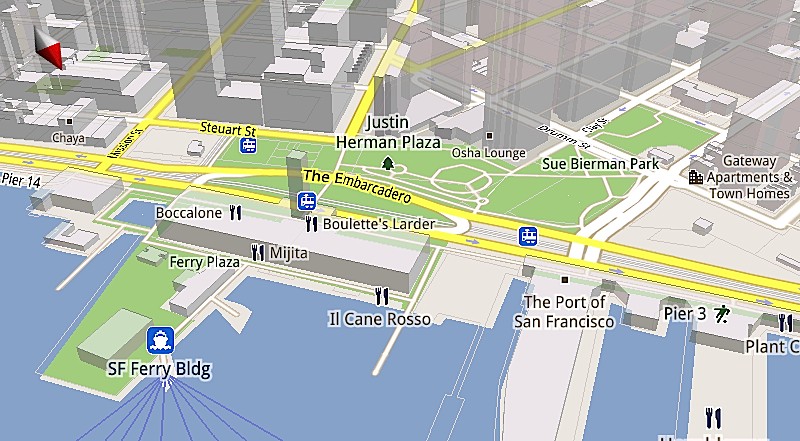 Justin
Herman Plaza
Steuart St
Chaya
Mission St
Drumm St
Clay St
Osha Lounge
Sue Bierman Park
Gateway
Apartments &
Town Homes
Pier 14
The Embarcadero
Boccalone
Boulette's Larder
Ferry Plaza
Mijita
Il Cane Rosso
The Port of
San Francisco
Pier 3
Plant C
SF Ferry Bldg